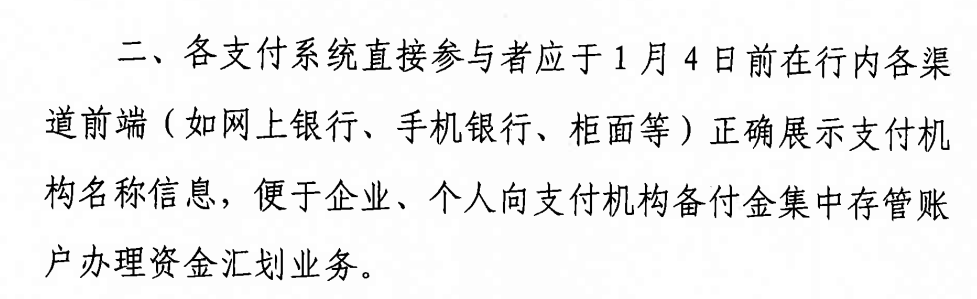 二、各支付系统直接参与者应于1月4日前在行内各渠
道前端（如网上银行、手机银行、柜面等）正确展示支付机
构名称信息，便于企业、个人向支付机构备付金集中存管账
户办理资金汇划业务。